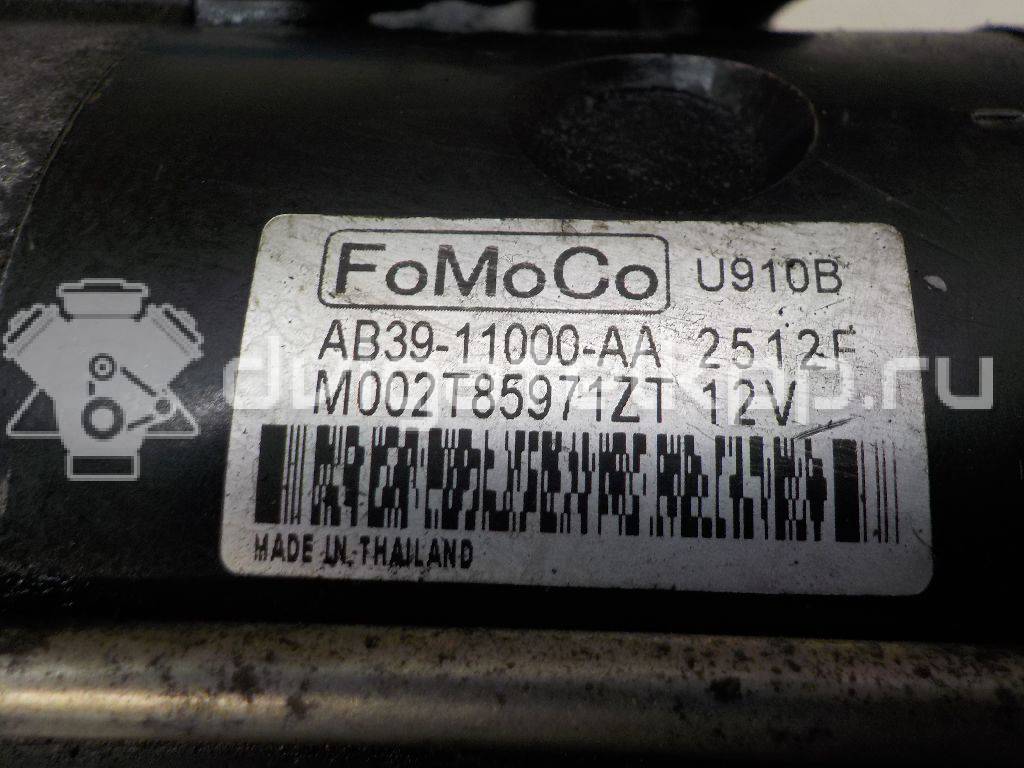 FoMoCo U910B
AB39-11000-AA 2512F
M002T85971ZT 12V
MADE IN THAILAND